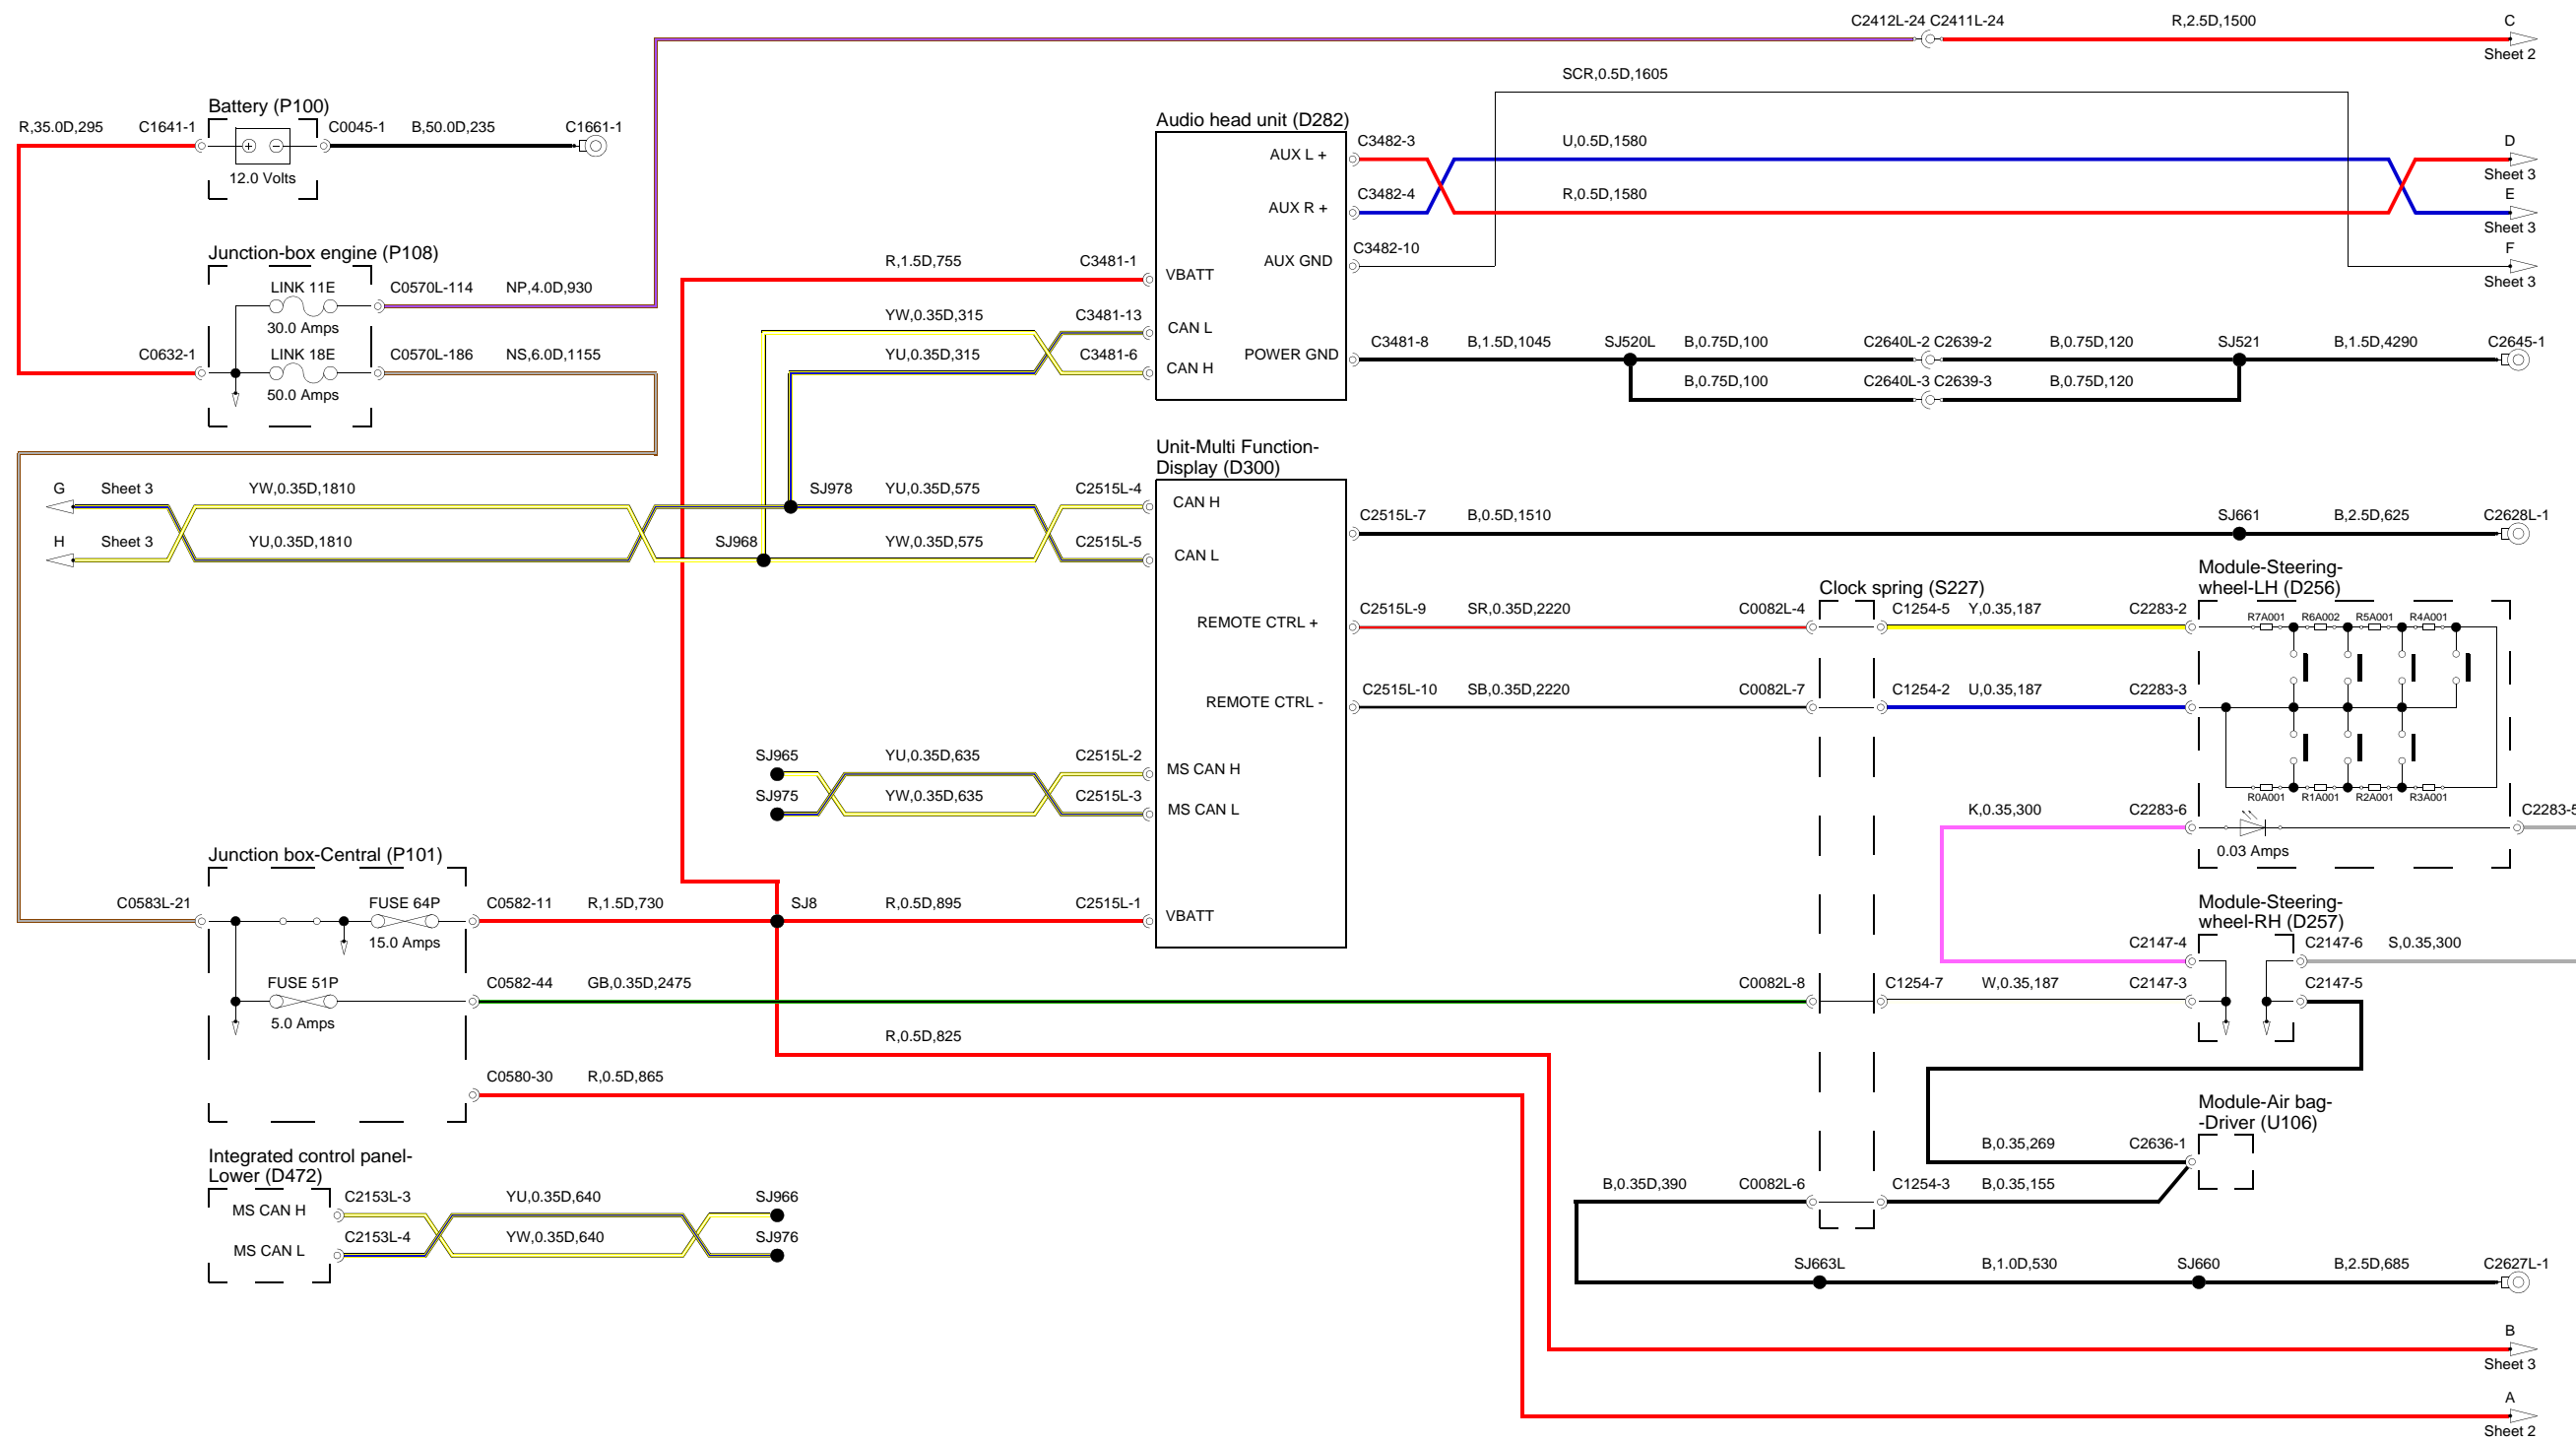 C2412L-24 C2411L-24
R,2.5D,1500
C
Sheet 2
SCR,0.5D,1605
Battery (P100)
R,35.0D,295
C1641-1
C0045-1
B,50.0D,235
C1661-1
12.0 Volts
Audio head unit (D282)
AUX L +
C3482-3
U,0.5D,1580
D
Sheet 3
AUX R +
C3482-4
R,0.5D,1580
E
Sheet 3
AUX GND
C3482-10
F
Sheet 3
Junction-box engine (P108)
LINK 11E
C0570L-114
NP,4.0D,930
30.0 Amps
C0632-1
LINK 18E
C0570L-186
NS,6.0D,1155
50.0 Amps
R,1.5D,755
C3481-1
VBATT
YW,0.35D,315
C3481-13
CAN L
YU,0.35D,315
C3481-6
CAN H
POWER GND
C3481-8
B,1.5D,1045
SJ520L
B,0.75D,100
C2640L-2 C2639-2
B,0.75D,120
SJ521
B,1.5D,4290
C2645-1
B,0.75D,100
C2640L-3 C2639-3
B,0.75D,120
Unit-Multi Function-
Display (D300)
G
Sheet 3
YW,0.35D,1810
SJ978
YU,0.35D,575
C2515L-4
CAN H
H
Sheet 3
YU,0.35D,1810
SJ968
YW,0.35D,575
C2515L-5
CAN L
C2515L-7
B,0.5D,1510
SJ661
B,2.5D,625
C2628L-1
Module-Steering-
wheel-LH (D256)
Clock spring (S227)
REMOTE CTRL +
C2515L-9
SR,0.35D,2220
C0082L-4
C1254-5
Y,0.35,187
C2283-2
R7A001
R6A002
R5A001
R4A001
REMOTE CTRL -
C2515L-10
SB,0.35D,2220
C0082L-7
C1254-2
U,0.35,187
C2283-3
R0A001
R1A001
R2A001
R3A001
SJ965
YU,0.35D,635
C2515L-2
MS CAN H
SJ975
YW,0.35D,635
C2515L-3
MS CAN L
K,0.35,300
C2283-6
C2283-5
0.03 Amps
Junction box-Central (P101)
C0583L-21
FUSE 64P
C0582-11
R,1.5D,730
SJ8
R,0.5D,895
C2515L-1
VBATT
15.0 Amps
Module-Steering-
wheel-RH (D257)
C2147-4
C2147-6
S,0.35,300
FUSE 51P
C0582-44
GB,0.35D,2475
C0082L-8
C1254-7
W,0.35,187
C2147-3
C2147-5
5.0 Amps
R,0.5D,825
C0580-30
R,0.5D,865
Module-Air bag-
-Driver (U106)
B,0.35,269
C2636-1
Integrated control panel-
Lower (D472)
MS CAN H
C2153L-3
YU,0.35D,640
SJ966
MS CAN L
C2153L-4
YW,0.35D,640
SJ976
B,0.35D,390
C0082L-6
C1254-3
B,0.35,155
SJ663L
B,1.0D,530
SJ660
B,2.5D,685
C2627L-1
B
Sheet 3
A
Sheet 2